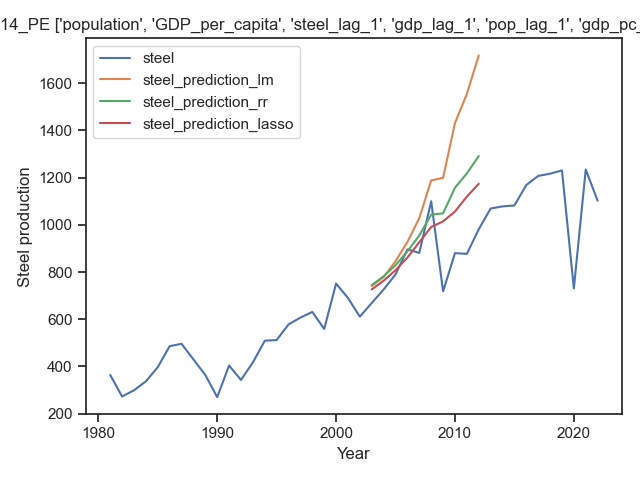 14_PE ['population', 'GDP_per_capita', 'steel_lag_1', 'gdp_lag_1', 'pop_lag_1', 'gdp_pc_
steel
steel_prediction_lm
steel_prediction_rr
steel_prediction_lasso
Steel production
1600
1400
1200
1000
800
600
400
200
1980
1990
2000
2010
2020
Year